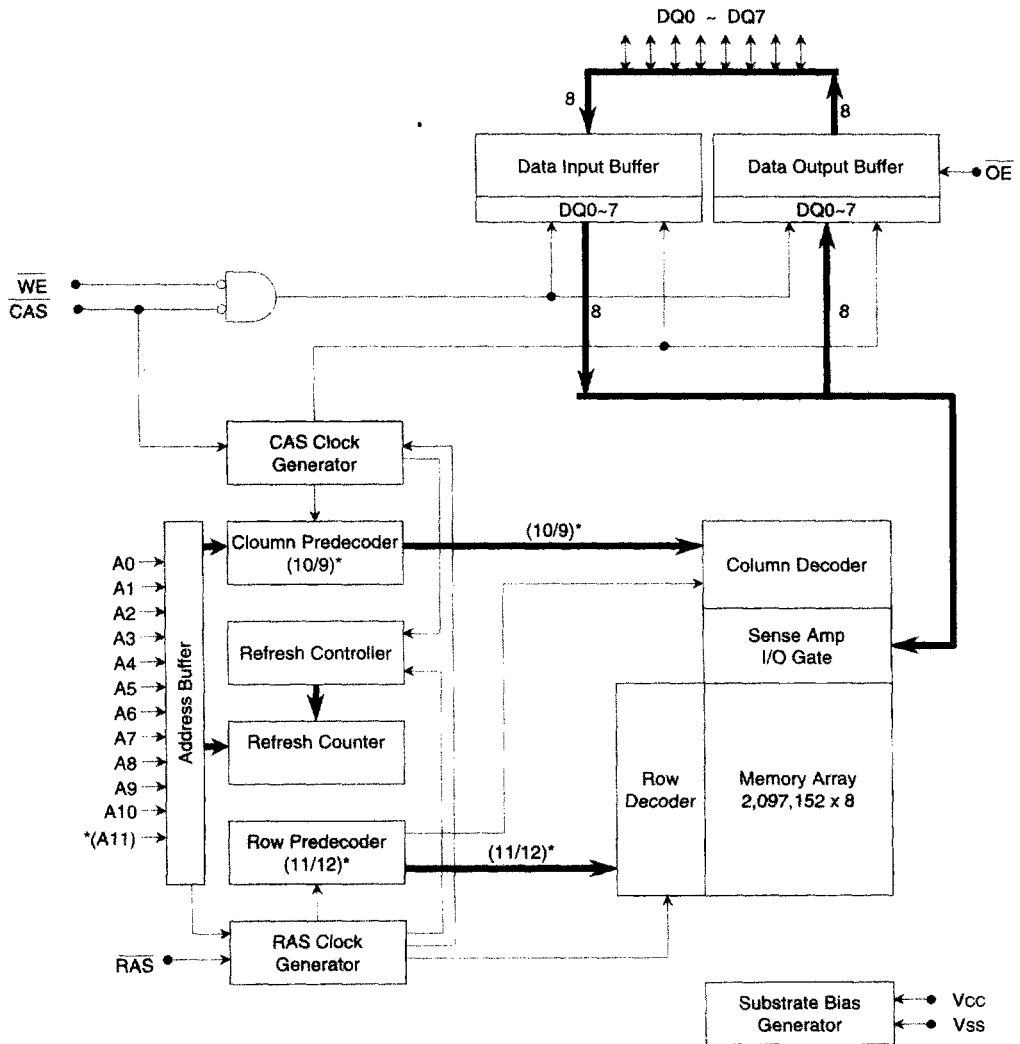 DQ0 ~ DQ7
8
8
Data Input Buffer
Data Output Buffer
OE
DQ0~7
DQ0~7
WE
CAS
8
8
CAS Clock
Generator
Cloumn Predecoder
(10/9)*
(10/9)*
Column Decoder
A0
A1
A2
A3
A4
A5
A6
A7
A8
A9
A10
*(A11)
Address Buffer
Refresh Controller
Sense Amp
I/O Gate
Refresh Counter
Row
Decoder
Memory Array
2,097,152 x 8
Row Predecoder
(11/12)*
(11/12)*
RAS
RAS Clock
Generator
Substrate Bias
Generator
Vcc
Vss